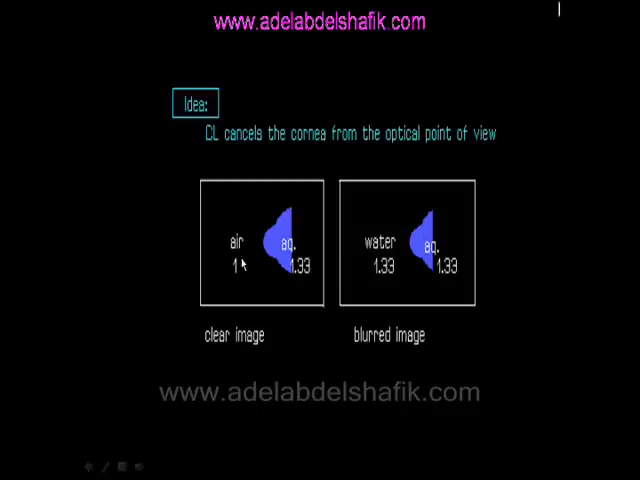 www.adelabdelshafik.com
Idea:
CL cancels the cornea from the optical point of view
air
aq.
1
1.33
water
aq.
1.33
1.33
clear image
blurred image
www.adelabdelshafik.com